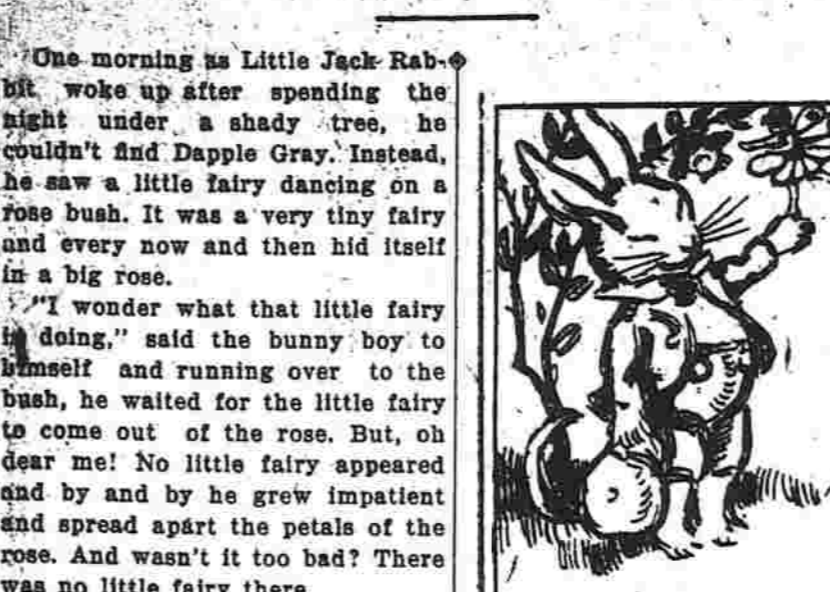 One morning as Little Jack Rab-
bit woke up after spending the
night under a shady tree, he
couldn't find Dapple Gray. Instead,
he saw a little fairy dancing on a
rose bush. It was a very tiny fairy
and every now and then hid itself
in a big rose.
"I wonder what that little fairy
is doing," said the bunny boy to
himself and running over to the
bush, he waited for the little fairy
to come out of the rose. But, oh
dear me! No little fairy appeared
and by and by he grew impatient
and spread apart the petals of the
rose. And wasn't it too bad? There
was no little fairy there